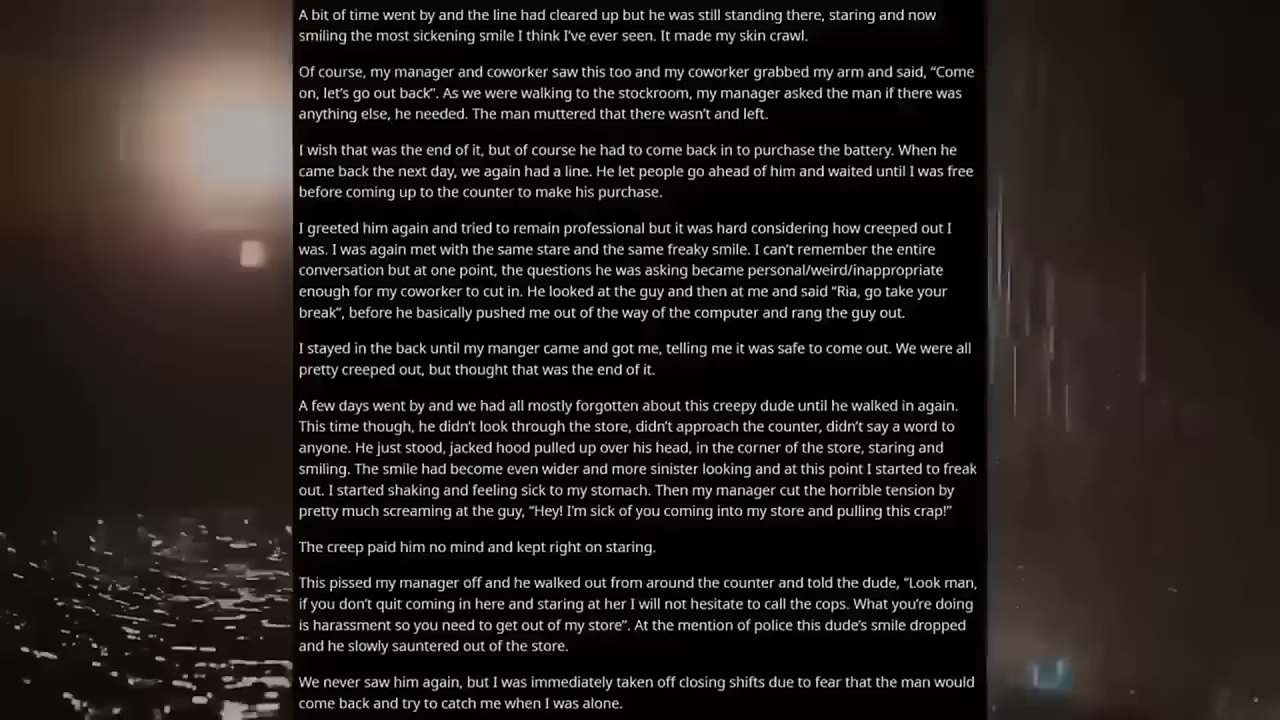 A bit of time went by and the line had cleared up but he was still standing there, staring and now
smiling the most sickening smile I think I’ve ever seen. It made my skin crawl.
Of course, my manager and coworker saw this too and my coworker grabbed my arm and said, “Come
on, let’s go out back”. As we were walking to the stockroom, my manager asked the man if there was
anything else, he needed. The man muttered that there wasn’t and left.
I wish that was the end of it, but of course he had to come back in to purchase the battery. When he
came back the next day, we again had a line. He let people go ahead of him and waited until I was free
before coming up to the counter to make his purchase.
I greeted him again and tried to remain professional but it was hard considering how creeped out I
was. I was again met with the same stare and the same freaky smile. I can’t remember the entire
conversation but at one point, the questions he was asking became personal/weird/inappropriate
enough for my coworker to cut in. He looked at the guy and then at me and said “Ria, go take your
break”, before he basically pushed me out of the way of the computer and rang the guy out.
I stayed in the back until my manger came and got me, telling me it was safe to come out. We were all
pretty creeped out, but thought that was the end of it.
A few days went by and we had all mostly forgotten about this creepy dude until he walked in again.
This time though, he didn’t look through the store, didn’t approach the counter, didn’t say a word to
anyone. He just stood, jacked hood pulled up over his head, in the corner of the store, staring and
smiling. The smile had become even wider and more sinister looking and at this point I started to freak
out. I started shaking and feeling sick to my stomach. Then my manager cut the horrible tension by
pretty much screaming at the guy, “Hey! I’m sick of you coming into my store and pulling this crap!”
The creep paid him no mind and kept right on staring.
This pissed my manager off and he walked out from around the counter and told the dude, “Look man,
if you don’t quit coming in here and staring at her I will not hesitate to call the cops. What you’re doing
is harassment so you need to get out of my store”. At the mention of police this dude’s smile dropped
and he slowly sauntered out of the store.
We never saw him again, but I was immediately taken off closing shifts due to fear that the man would
come back and try to catch me when I was alone.